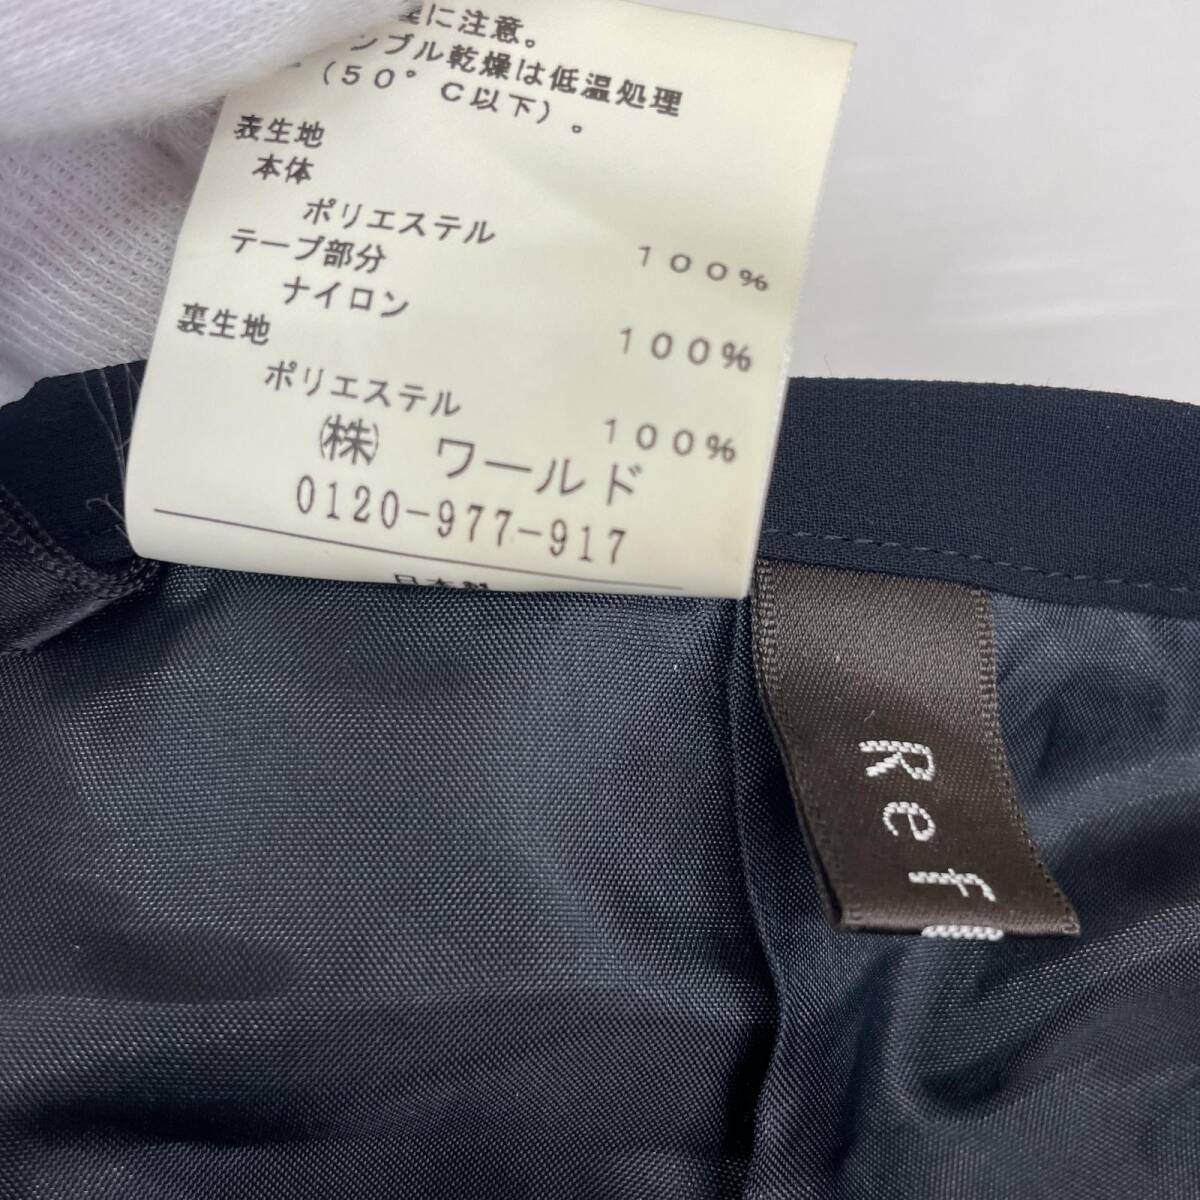 に注意。
ンブル乾燥は低温処理
（５０°Ｃ以下）。
表生地
本体
ポリエステル １００％
テープ部分
ナイロン １００％
裏生地
ポリエステル １００％
㈱ ワールド
0120-977-917
日本製
Ref